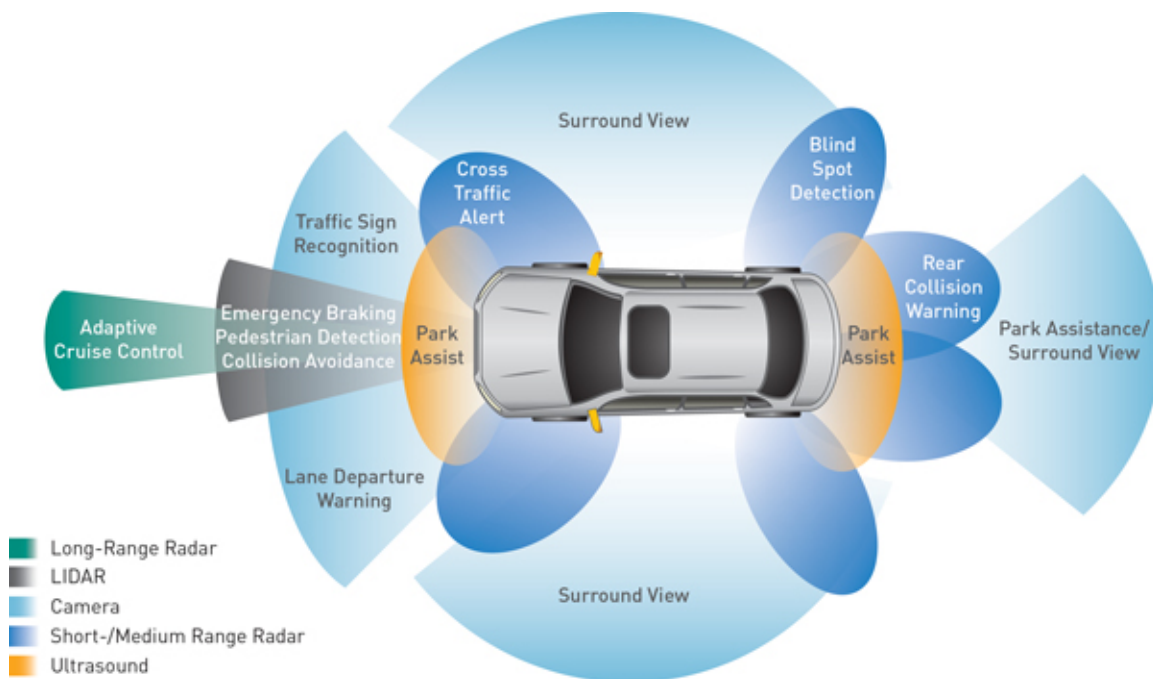 Surround View
Blind
Spot
Detection
Cross
Traffic
Alert
Traffic Sign
Recognition
Rear
Collision
Warning
Adaptive
Cruise Control
Emergency Braking
Pedestrian Detection
Collision Avoidance
Park
Assist
Park
Assist
Park Assistance/
Surround View
Lane Departure
Warning
Surround View
Long-Range Radar
LIDAR
Camera
Short-/Medium Range Radar
Ultrasound